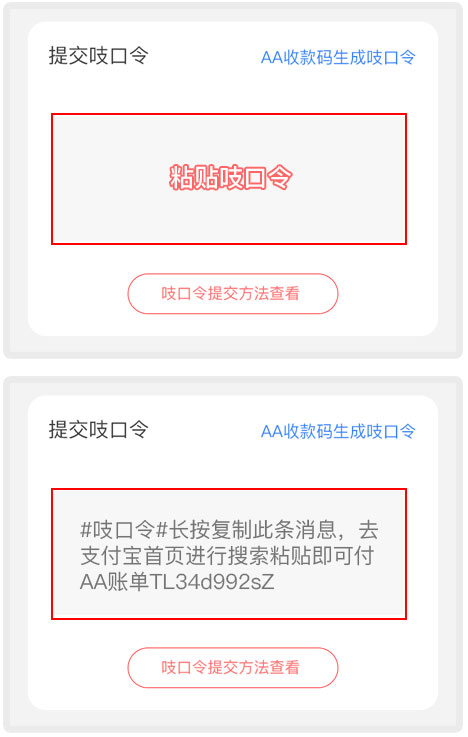 提交吱口令
AA收款码生成吱口令
粘贴吱口令
吱口令提交方法查看
提交吱口令
AA收款码生成吱口令
#吱口令#长按复制此条消息，去
支付宝首页进行搜索粘贴即可付
AA账单TL34d992sZ
吱口令提交方法查看